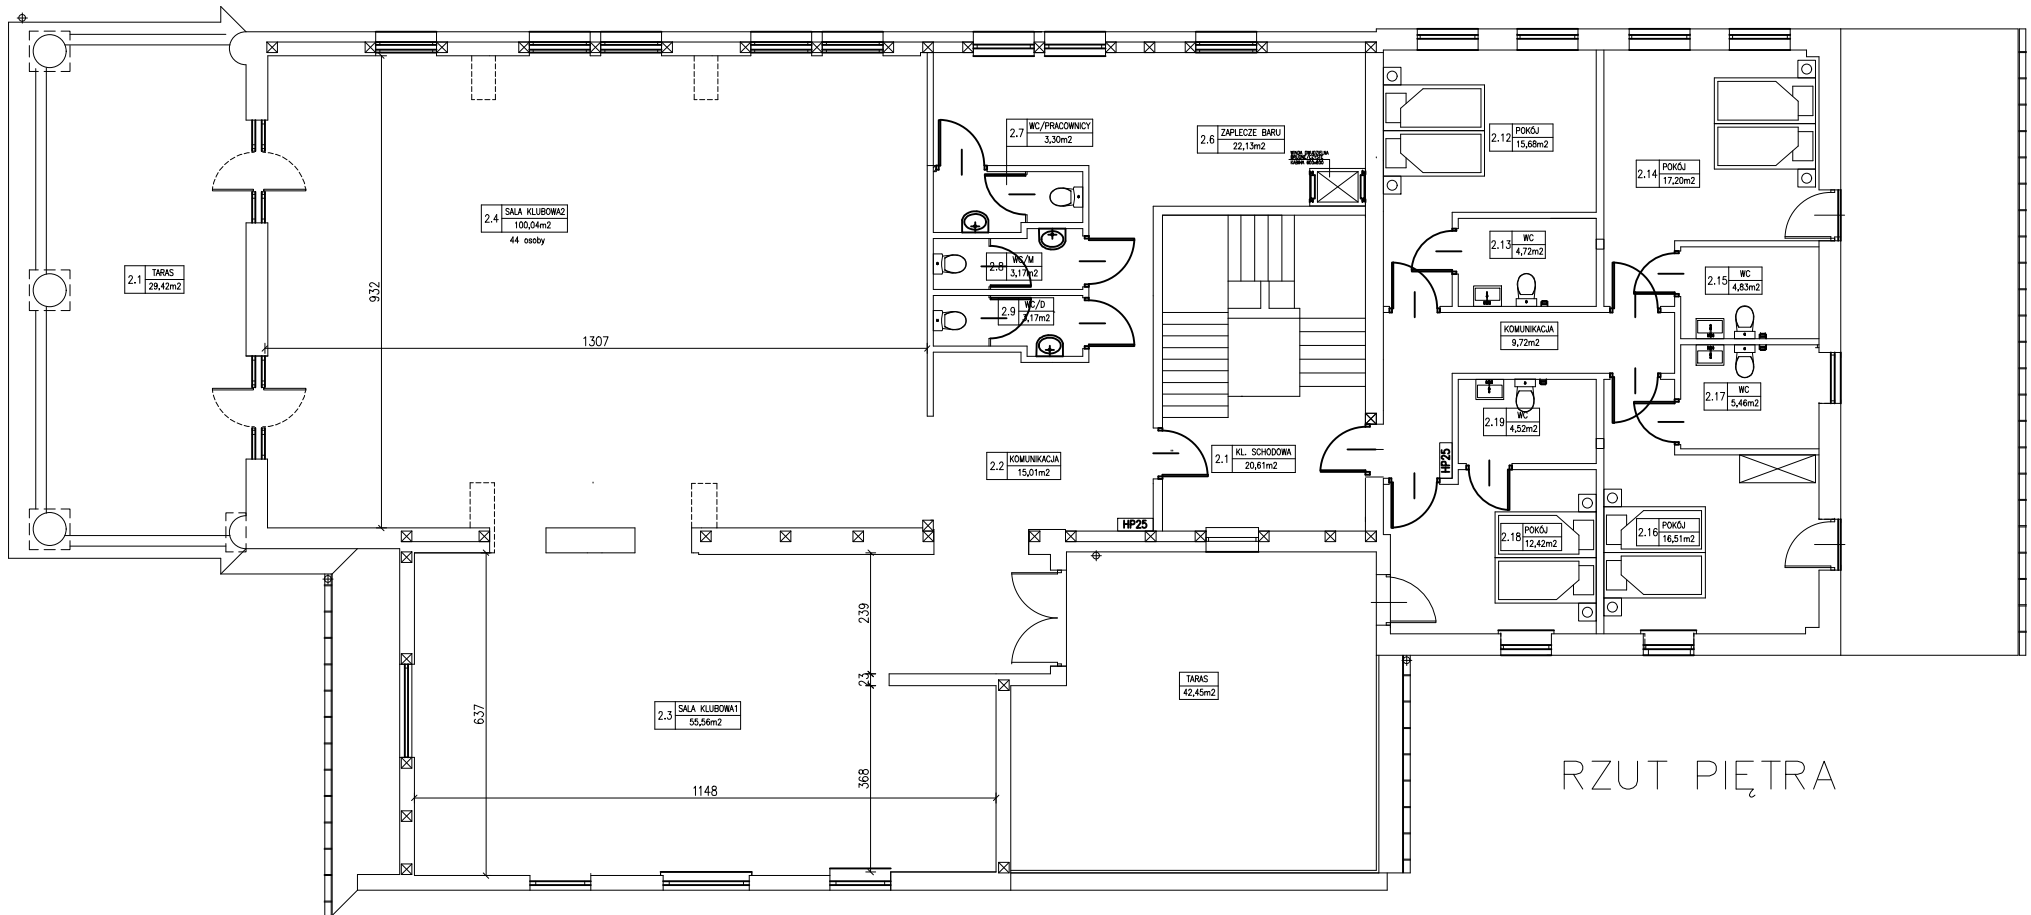 2.7 WC/PRACOWNICY
3,30m2
2.6 ZAPLECZE BARU
22,13m2
2.12 POKÓJ
15,68m2
2.14 POKÓJ
17,20m2
2.4 SALA KLUBOWA2
100,04m2
44 osoby
2.13 WC
4,72m2
2.1 TARAS
29,42m2
2.8 WC/M
3,17m2
2.15 WC
4,83m2
932
2.9 WC/D
3,17m2
KOMUNIKACJA
9,72m2
1307
2.17 WC
5,46m2
2.19 WC
4,52m2
2.2 KOMUNIKACJA
15,01m2
2.1 KL. SCHODOWA
20,61m2
HP25
HP25
2.18 POKÓJ
12,42m2
2.16 POKÓJ
16,51m2
239
23
TARAS
42,45m2
637
2.3 SALA KLUBOWA1
55,56m2
368
1148
RZUT PIĘTRA